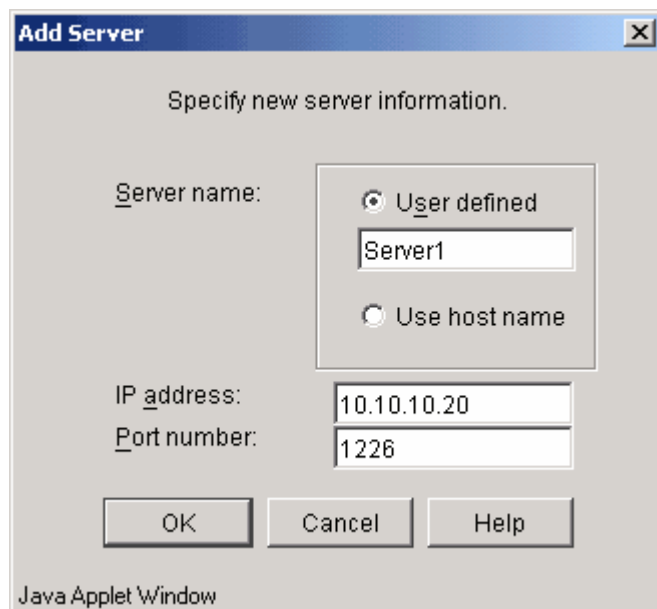 Add Server
Specify new server information.
Server name:
User defined
Server1
Use host name
IP address:
10.10.10.20
Port number:
1226
OK Cancel Help
Java Applet Window